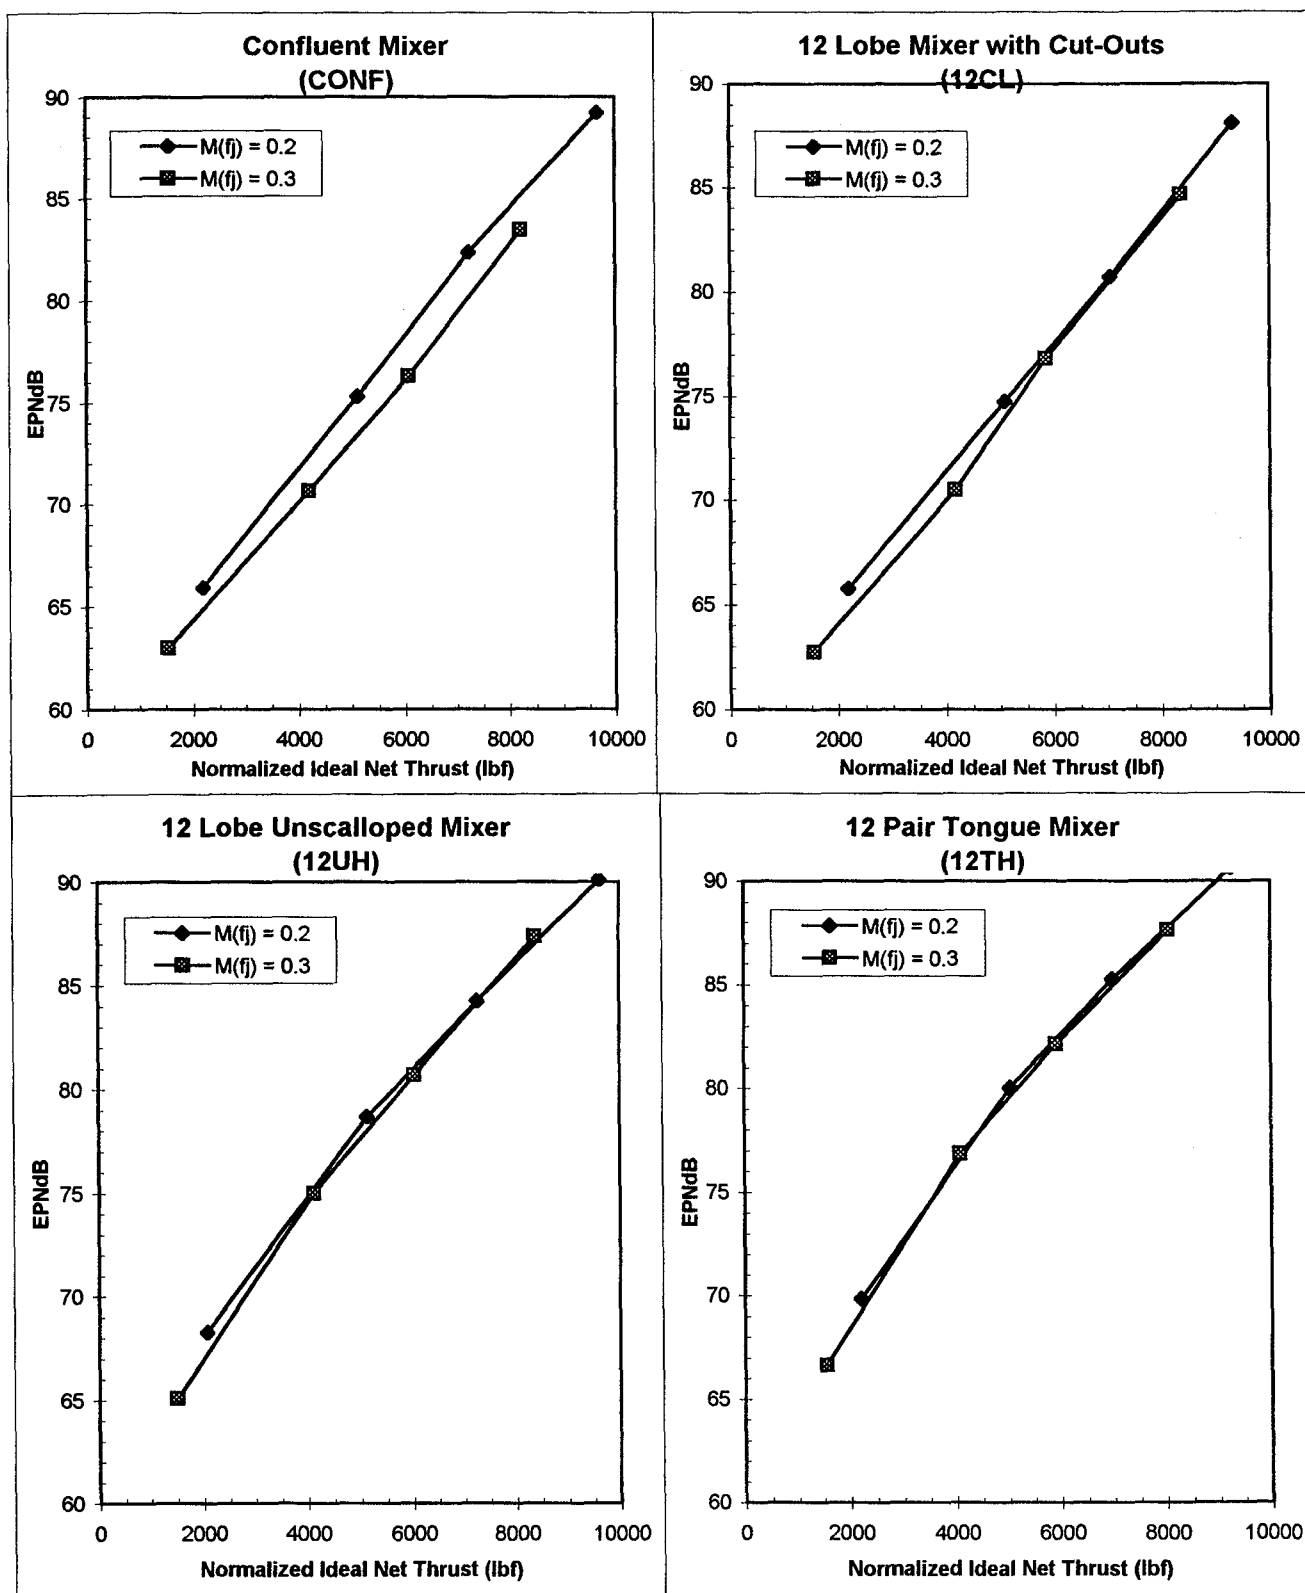 Confluent Mixer
(CONF)
90
85
80
75
70
65
60
EPNdB
M(fj) = 0.2
M(fj) = 0.3
0 2000 4000 6000 8000 10000
Normalized Ideal Net Thrust (lbf)
12 Lobe Mixer with Cut-Outs
(12CL)
90
85
80
75
70
65
60
EPNdB
M(fj) = 0.2
M(fj) = 0.3
0 2000 4000 6000 8000 10000
Normalized Ideal Net Thrust (lbf)
12 Lobe Unscalloped Mixer
(12UH)
90
85
80
75
70
65
60
EPNdB
M(fj) = 0.2
M(fj) = 0.3
0 2000 4000 6000 8000 10000
Normalized Ideal Net Thrust (lbf)
12 Pair Tongue Mixer
(12TH)
90
85
80
75
70
65
60
EPNdB
M(fj) = 0.2
M(fj) = 0.3
0 2000 4000 6000 8000 10000
Normalized Ideal Net Thrust (lbf)